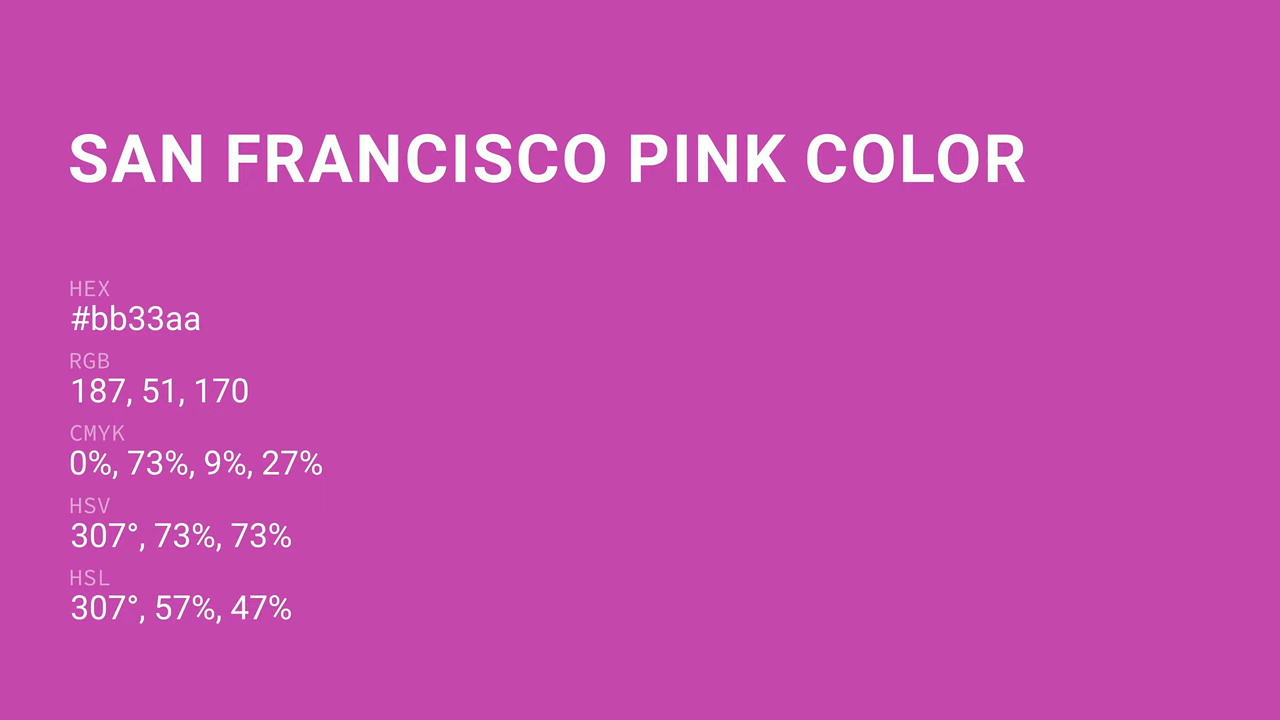 SAN FRANCISCO PINK COLOR
HEX
#bb33aa
RGB
187, 51, 170
CMYK
0%, 73%, 9%, 27%
HSV
307°, 73%, 73%
HSL
307°, 57%, 47%